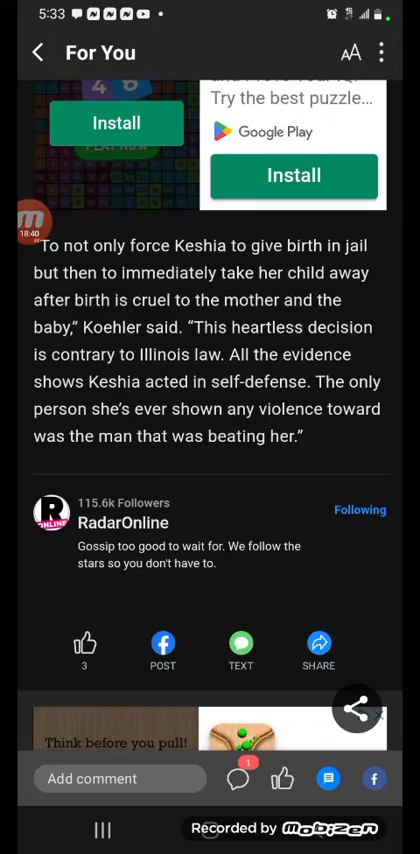 5:33
For You
AA
Install
PLAY NOW
Try the best puzzle...
Google Play
Install
18:40
“To not only force Keshia to give birth in jail
but then to immediately take her child away
after birth is cruel to the mother and the
baby,” Koehler said. “This heartless decision
is contrary to Illinois law. All the evidence
shows Keshia acted in self-defense. The only
person she’s ever shown any violence toward
was the man that was beating her.”
R
ONLINE
115.6k Followers
RadarOnline
Following
Gossip too good to wait for. We follow the
stars so you don't have to.
3
POST
TEXT
SHARE
Think before you pull!
Add comment
1
Recorded by mobizen